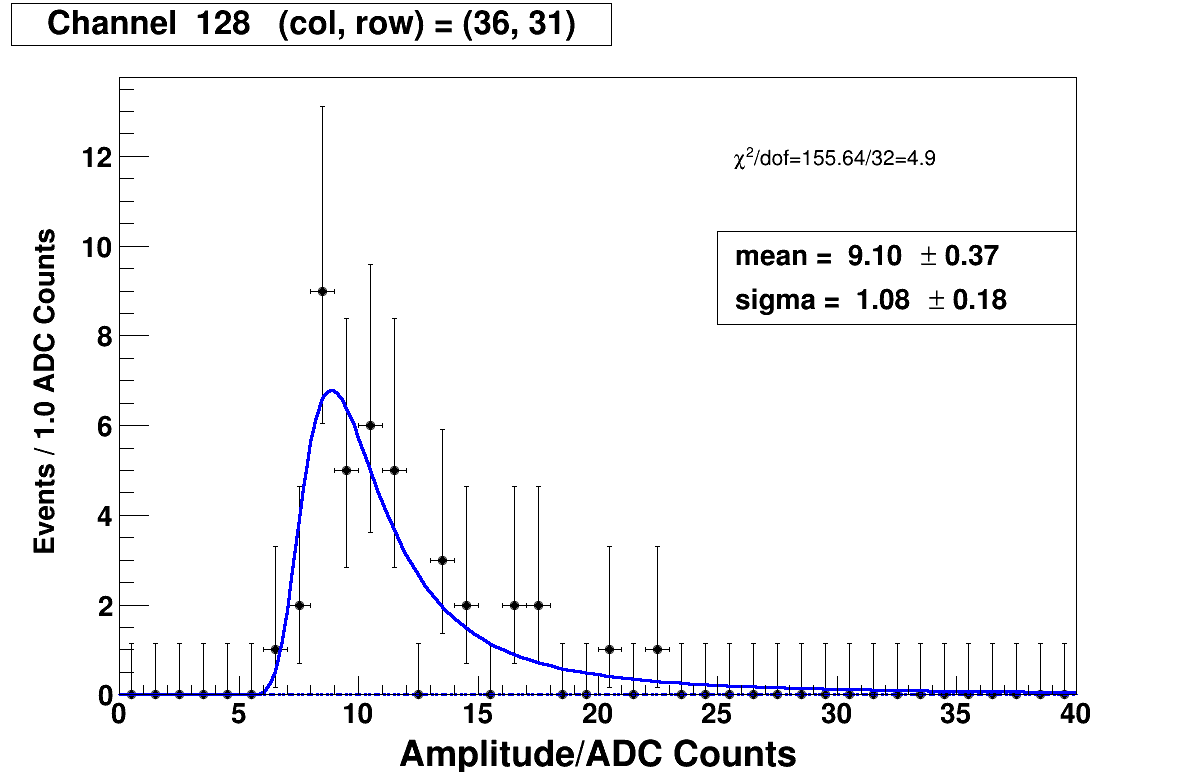 Channel  128   (col, row) = (36, 31)
χ²/dof=155.64/32=4.9
mean =  9.10  ± 0.37
sigma =  1.08  ± 0.18
Events / 1.0 ADC Counts
12
10
8
6
4
2
0
0 5 10 15 20 25 30 35 40
Amplitude/ADC Counts